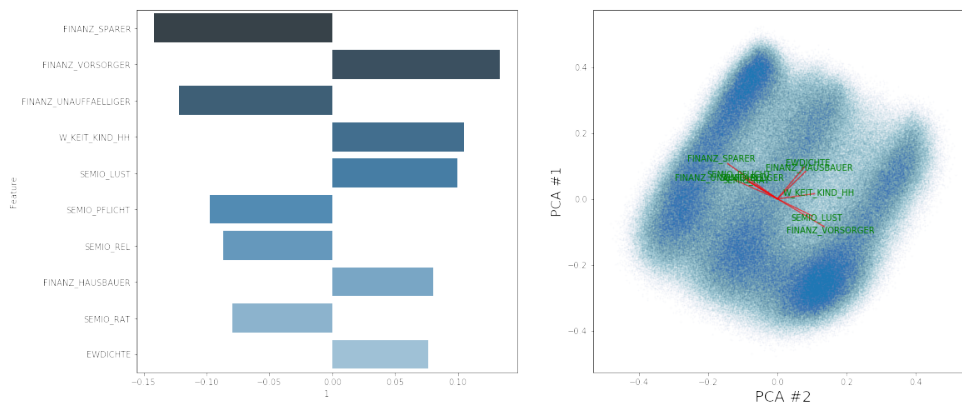 Feature
FINANZ_SPARER
FINANZ_VORSORGER
FINANZ_UNAUFFAELLIGER
W_KEIT_KIND_HH
SEMIO_LUST
SEMIO_PFLICHT
SEMIO_REL
FINANZ_HAUSBAUER
SEMIO_RAT
EWDICHTE
−0.15 −0.10 −0.05 0.00 0.05 0.10
1
PCA #1
0.4
0.2
0.0
−0.2
−0.4
FINANZ_SPARER
EWDICHTE
FINANZ_HAUSBAUER
W_KEIT_KIND_HH
SEMIO_LUST
FINANZ_VORSORGER
−0.4 −0.2 0.0 0.2 0.4
PCA #2